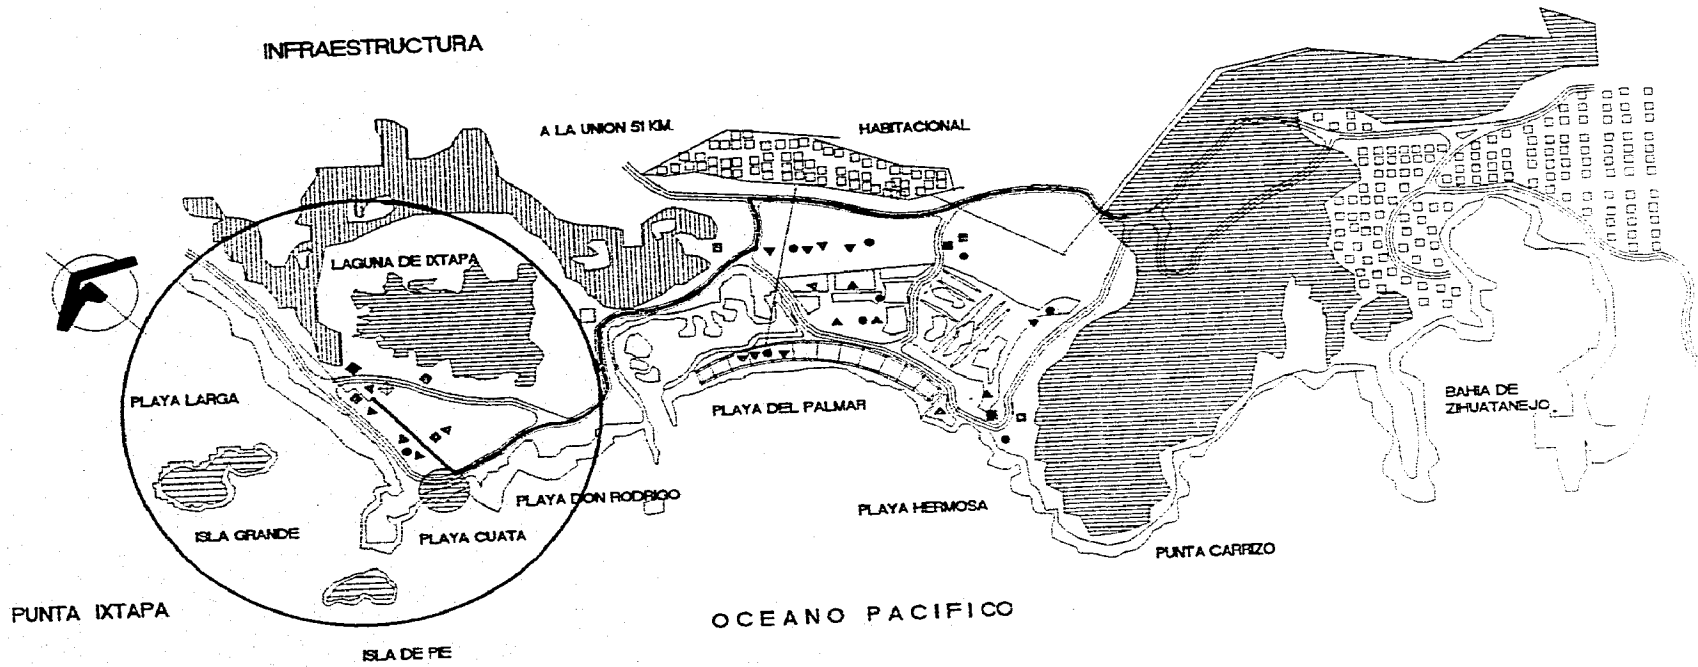 INFRAESTRUCTURA
A LA UNION 51 KM.
HABITACIONAL
LAGUNA DE IXTAPA
PLAYA LARGA
PLAYA DEL PALMAR
BAHIA DE
ZIHUATANEJO.
PLAYA DON RODRIGO
PLAYA HERMOSA
ISLA GRANDE
PLAYA CUATA
PUNTA CARRIZO
PUNTA IXTAPA
OCEANO PACIFICO
ISLA DE PIE